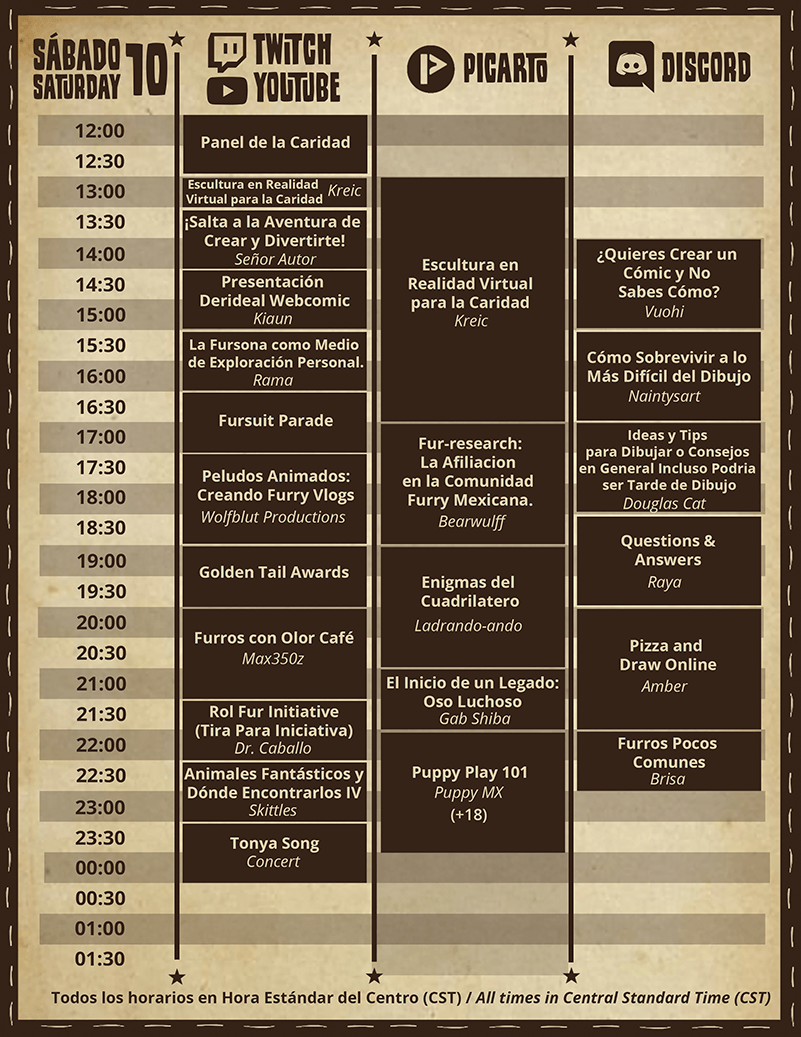 SÁBADO
SATURDAY
10
TWITCH
YOUTUBE
PICARTO
DISCORD
12:00
12:30
13:00
13:30
14:00
14:30
15:00
15:30
16:00
16:30
17:00
17:30
18:00
18:30
19:00
19:30
20:00
20:30
21:00
21:30
22:00
22:30
23:00
23:30
00:00
00:30
01:00
01:30
Panel de la Caridad
Escultura en Realidad
Virtual para la Caridad Kreic
¡Salta a la Aventura de
Crear y Divertirte!
Señor Autor
Presentación
Derideal Webcomic
Kiaun
La Fursona como Medio
de Exploración Personal.
Rama
Fursuit Parade
Peludos Animados:
Creando Furry Vlogs
Wolfblut Productions
Golden Tail Awards
Furros con Olor Café
Max350z
Rol Fur Initiative
(Tira Para Iniciativa)
Dr. Caballo
Animales Fantásticos y
Dónde Encontrarlos IV
Skittles
Tonya Song
Concert
Escultura en
Realidad Virtual
para la Caridad
Kreic
Fur-research:
La Afiliacion
en la Comunidad
Furry Mexicana.
Bearwulff
Enigmas del
Cuadrilatero
Ladrando-ando
El Inicio de un Legado:
Oso Luchoso
Gab Shiba
Puppy Play 101
Puppy MX
(+18)
¿Quieres Crear un
Cómic y No
Sabes Cómo?
Vuohi
Cómo Sobrevivir a lo
Más Difícil del Dibujo
Naintysart
Ideas y Tips
para Dibujar o Consejos
en General Incluso Podria
ser Tarde de Dibujo
Douglas Cat
Questions &
Answers
Raya
Pizza and
Draw Online
Amber
Furros Pocos
Comunes
Brisa
Todos los horarios en Hora Estándar del Centro (CST) / All times in Central Standard Time (CST)